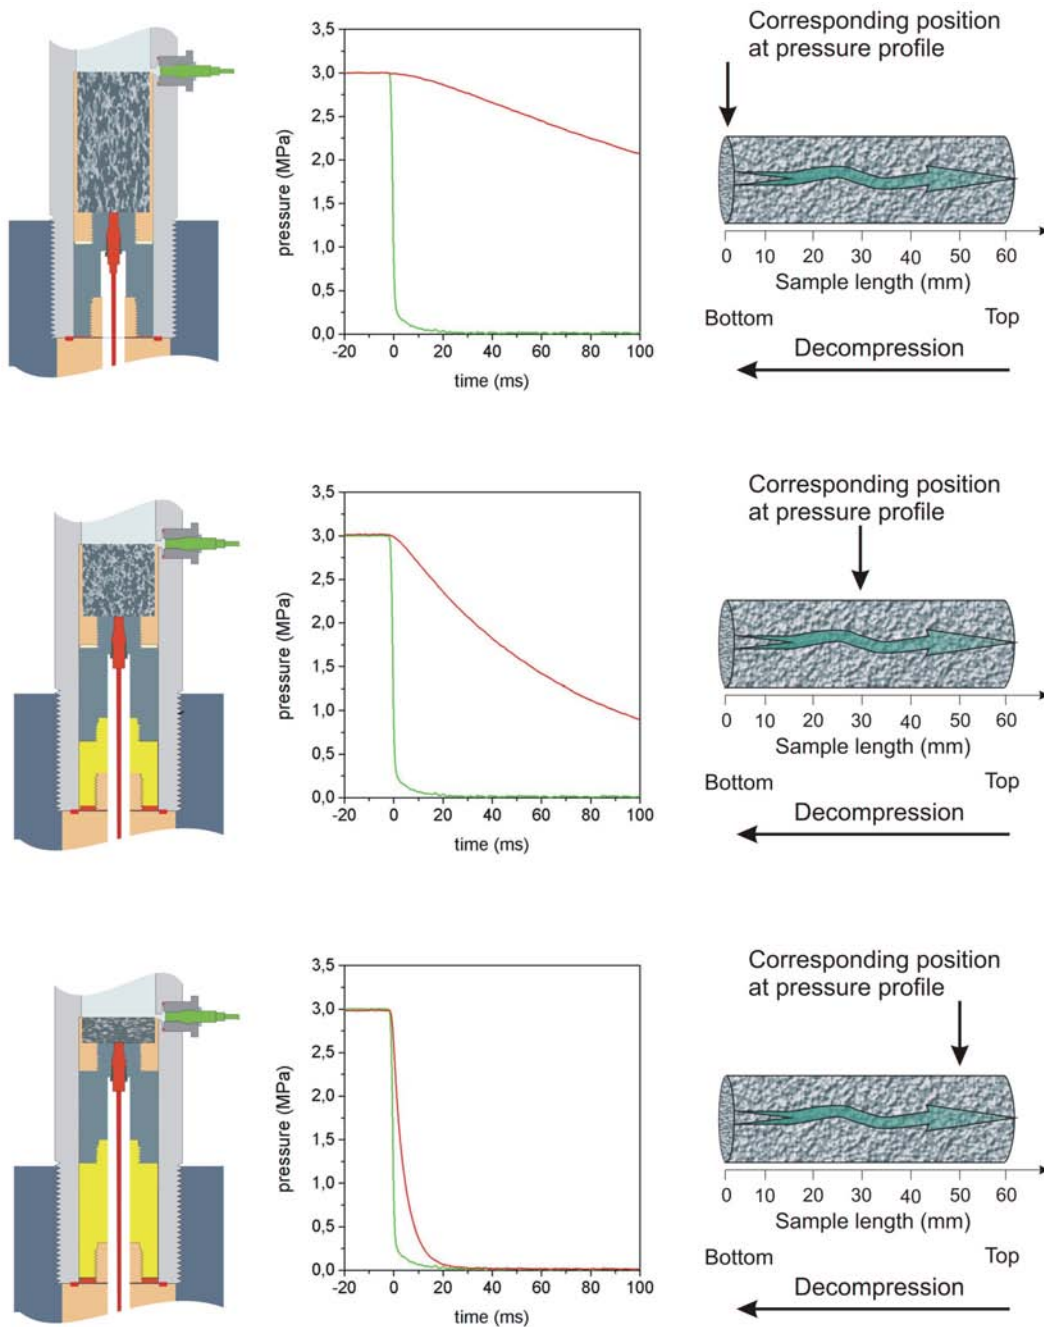 3,5
3,0
2,5
2,0
1,5
1,0
0,5
0,0
pressure (MPa)
-20 0 20 40 60 80 100
time (ms)
Corresponding position
at pressure profile
0 10 20 30 40 50 60
Sample length (mm)
Bottom Top
Decompression
3,5
3,0
2,5
2,0
1,5
1,0
0,5
0,0
pressure (MPa)
-20 0 20 40 60 80 100
time (ms)
Corresponding position
at pressure profile
0 10 20 30 40 50 60
Sample length (mm)
Bottom Top
Decompression
3,5
3,0
2,5
2,0
1,5
1,0
0,5
0,0
pressure (MPa)
-20 0 20 40 60 80 100
time (ms)
Corresponding position
at pressure profile
0 10 20 30 40 50 60
Sample length (mm)
Bottom Top
Decompression